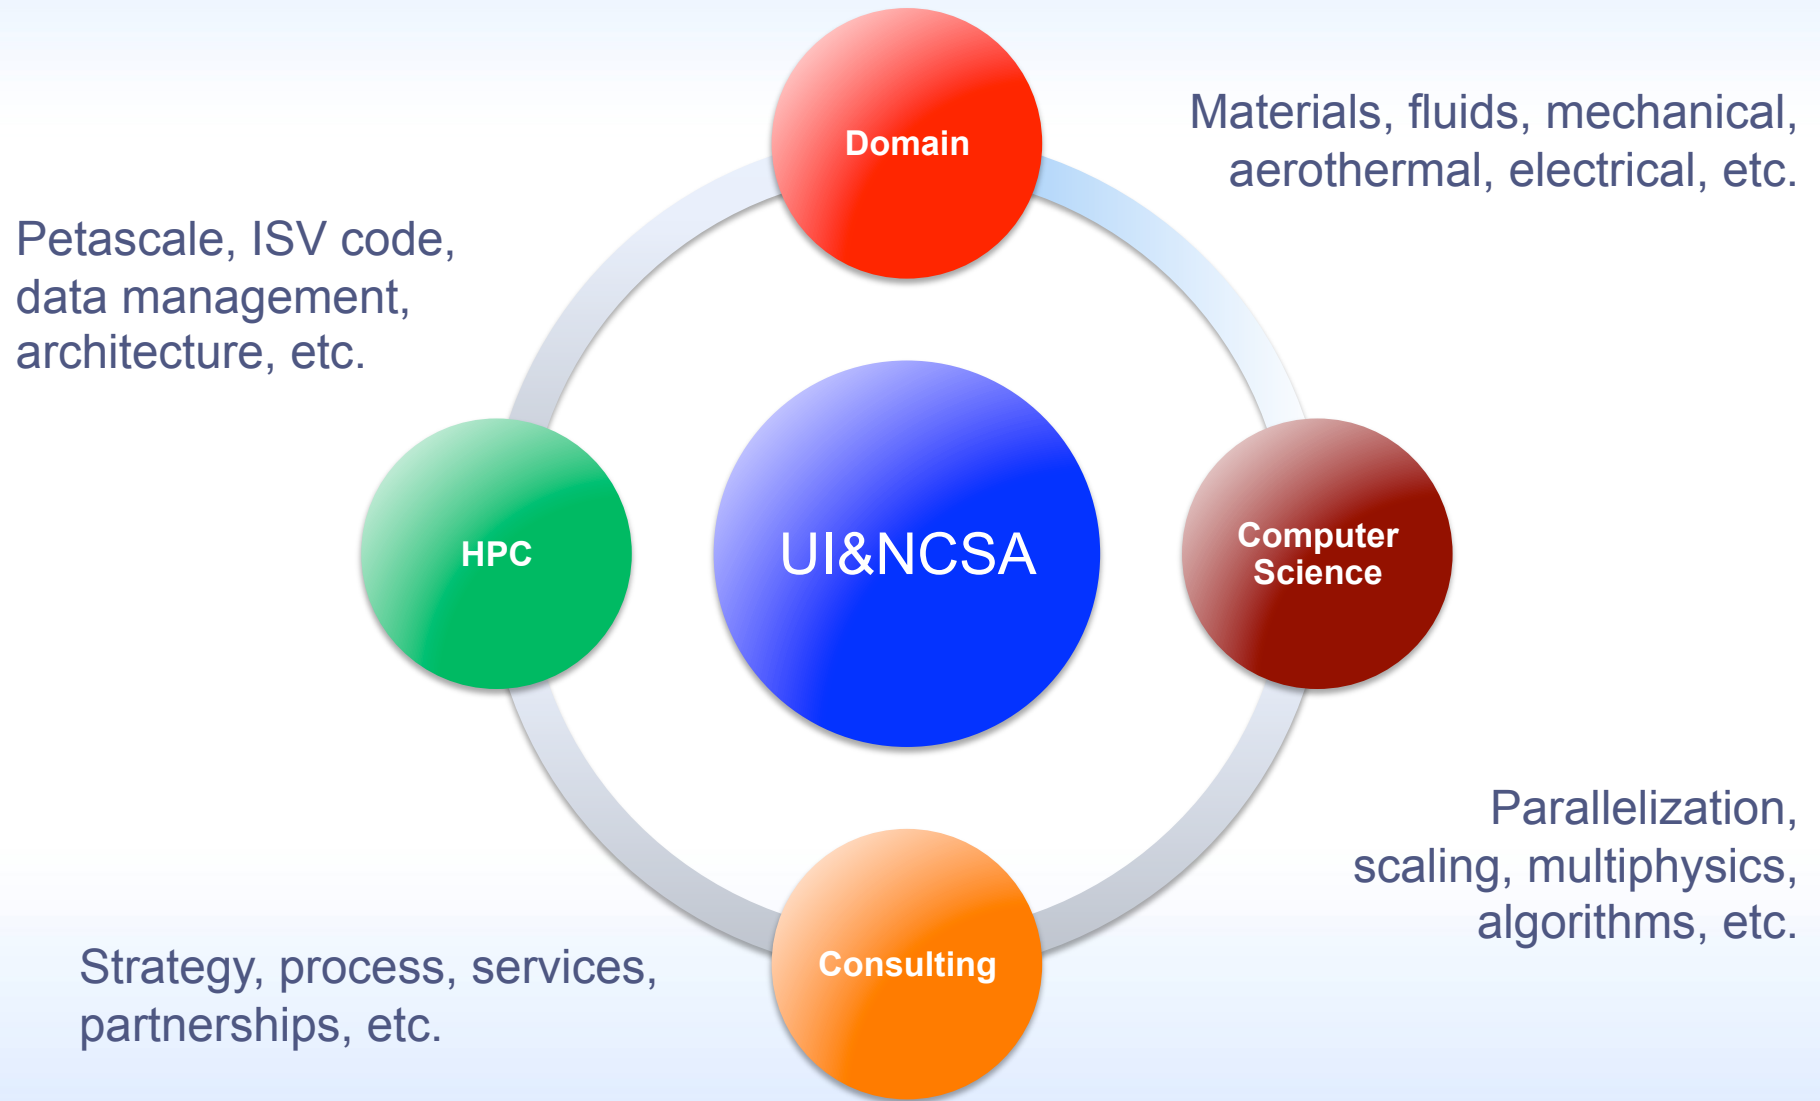 Domain
Materials, fluids, mechanical,
aerothermal, electrical, etc.
Petascale, ISV code,
data management,
architecture, etc.
HPC
UI&NCSA
Computer
Science
Parallelization,
scaling, multiphysics,
algorithms, etc.
Consulting
Strategy, process, services,
partnerships, etc.